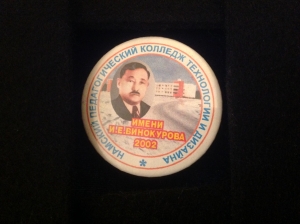 НАМСКИЙ ПЕДАГОГИЧЕСКИЙ КОЛЛЕДЖ ТЕХНОЛОГИИ И ДИЗАЙНА
ИМЕНИ
И.Е.ВИНОКУРОВА
2002